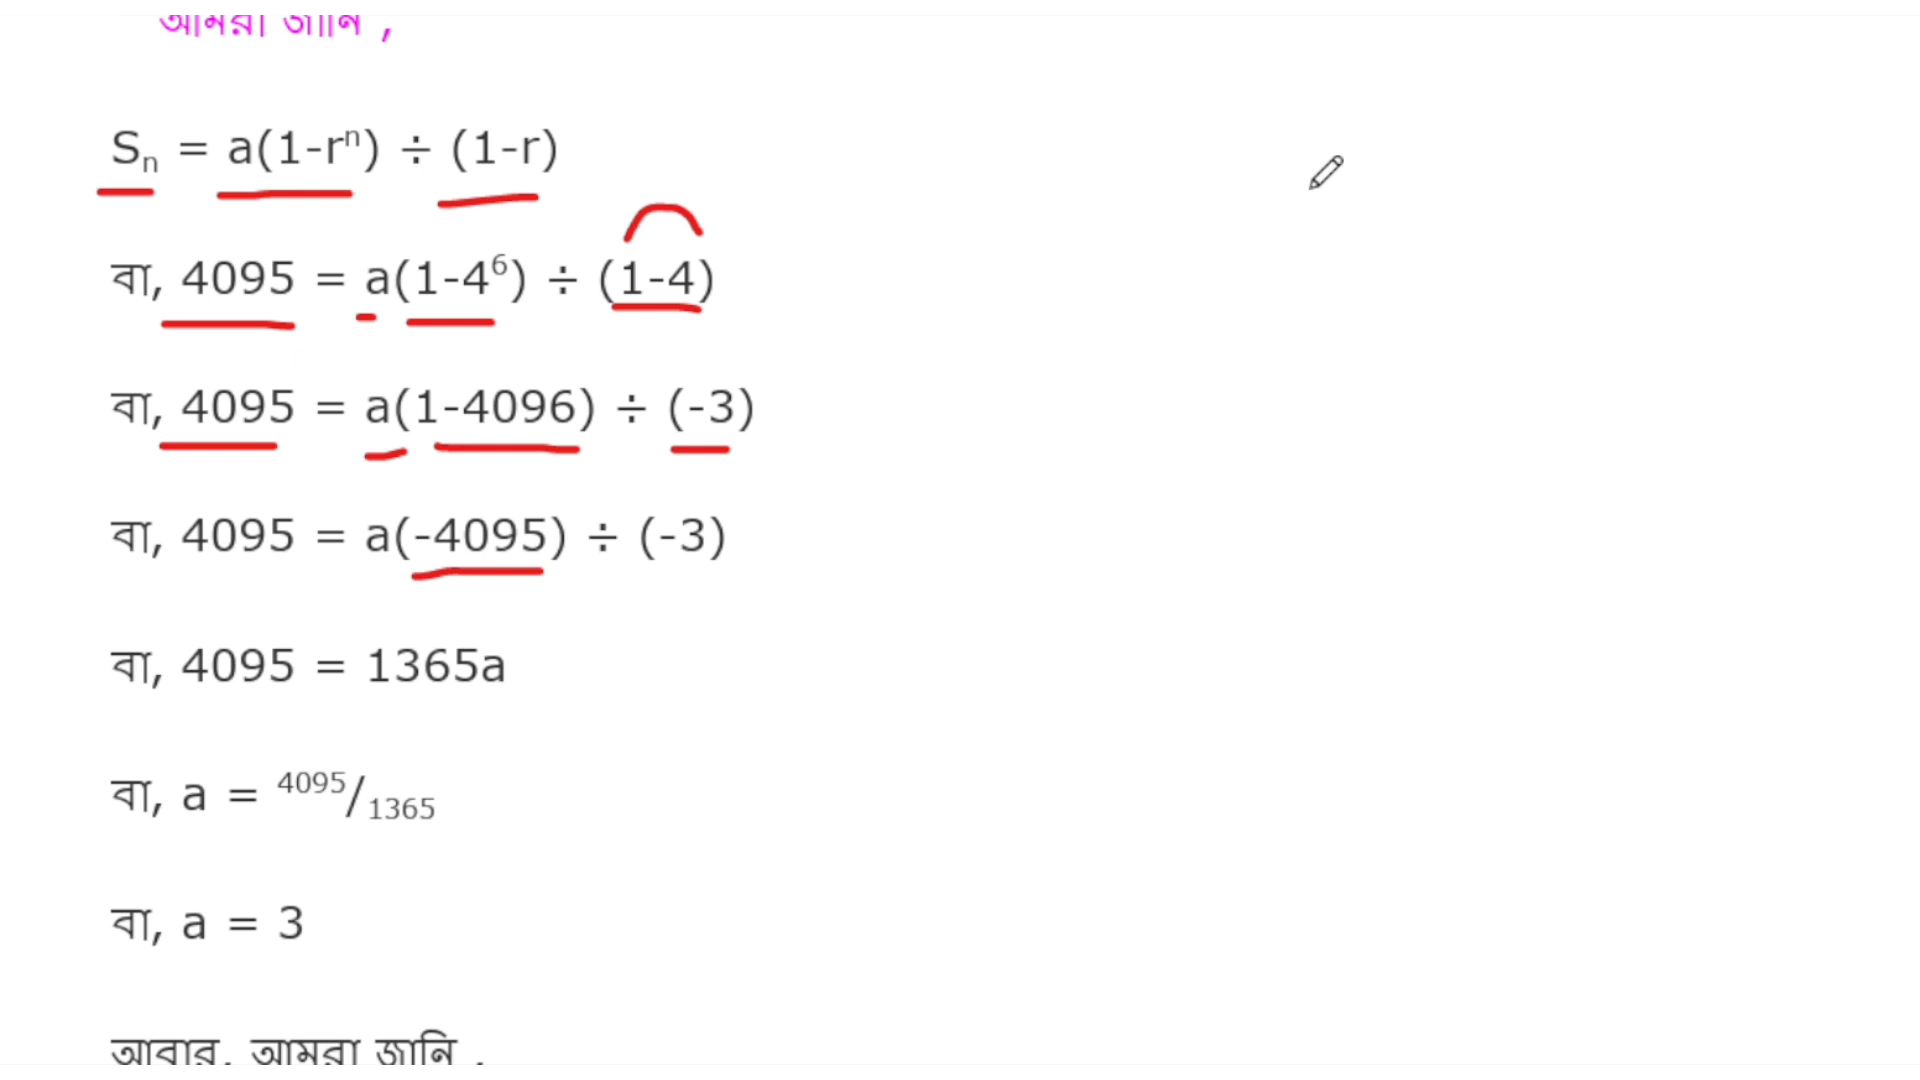 আমরা জানি ,
Sₙ = a(1-rⁿ) ÷ (1-r)
বা, 4095 = a(1-4⁶) ÷ (1-4)
বা, 4095 = a(1-4096) ÷ (-3)
বা, 4095 = a(-4095) ÷ (-3)
বা, 4095 = 1365a
বা, a = ⁴⁰⁹⁵/₁₃₆₅
বা, a = 3
আবার, আমরা জানি ,